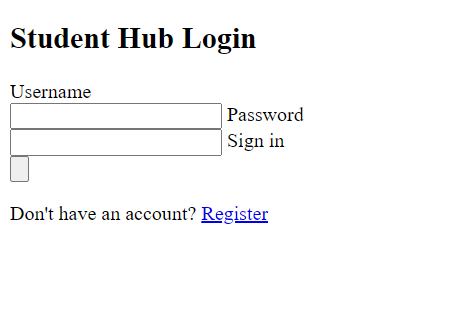 Student Hub Login
Username
Password
Sign in
Don't have an account? Register